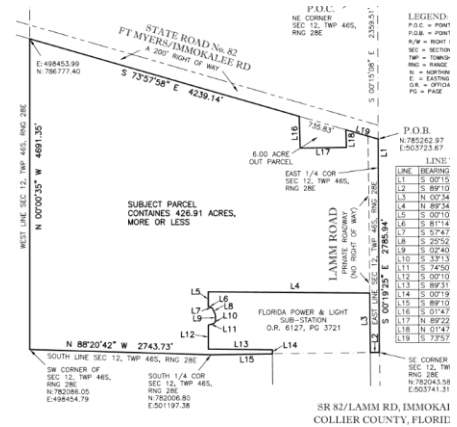 P.O.C.
NE CORNER
SEC 12, TWP 46S,
RNG 28E
2359.51'
S 00°15'08" E
LEGEND:
P.O.C. = POINT
P.O.B. = POINT
R/W = RIGHT
SEC = SECTION
TWP = TOWNSHIP
RNG = RANGE
N: = NORTHING
E: = EASTING
O.R. = OFFICIAL
PG = PAGE
STATE ROAD No. 82
FT MYERS/IMMOKALEE RD
A 200' RIGHT OF WAY
E:498453.99
N:786777.40
S 73°57'58" E 4239.14'
L16
735.83'
L19
L17
6.00 ACRE
OUT PARCEL
P.O.B.
N:785262.97
E:503723.67
L1
EAST 1/4 COR
SEC 12, TWP 46S,
RNG 28E
WEST LINE SEC 12, TWP 46S, RNG 28E
N 00°00'35" W 4691.35'
SUBJECT PARCEL
CONTAINES 426.91 ACRES,
MORE OR LESS
LAMM ROAD
PRIVATE ROADWAY
(NO RIGHT OF WAY)
EAST LINE SEC 12, TWP 46S, RNG 28E
S 00°19'25" E 2785.94'
LINE
LINE BEARING
L1 S 00°15
L2 S 89°10
L3 N 00°34
L4 N 89°34
L5 S 00°10
L6 S 81°14
L7 S 57°47
L8 S 25°52
L9 S 02°40
L10 S 33°13
L11 S 74°50
L12 S 00°10
L13 S 89°31
L14 S 00°19
L15 S 89°10
L16 S 01°47
L17 N 89°22
L18 N 01°47
L19 S 73°57
L4
L5
L6
L7
L8
L9
L10
L11
L12
L13
L14
L15
L3
L2
FLORIDA POWER & LIGHT
SUB-STATION
O.R. 6127, PG 3721
N 88°20'42" W 2743.73'
SOUTH LINE SEC 12, TWP 46S, RNG 28E
SW CORNER OF
SEC 12, TWP 46S,
RNG 28E
N:782086.05
E:498454.79
SOUTH 1/4 COR
SEC 12, TWP 46S,
RNG 28E
N:782006.80
E:501197.38
SE CORNER
SEC 12, TWP
RNG 28E
N:782043.58
E:503741.31
SR 82/LAMM RD, IMMOKAL
COLLIER COUNTY, FLORID